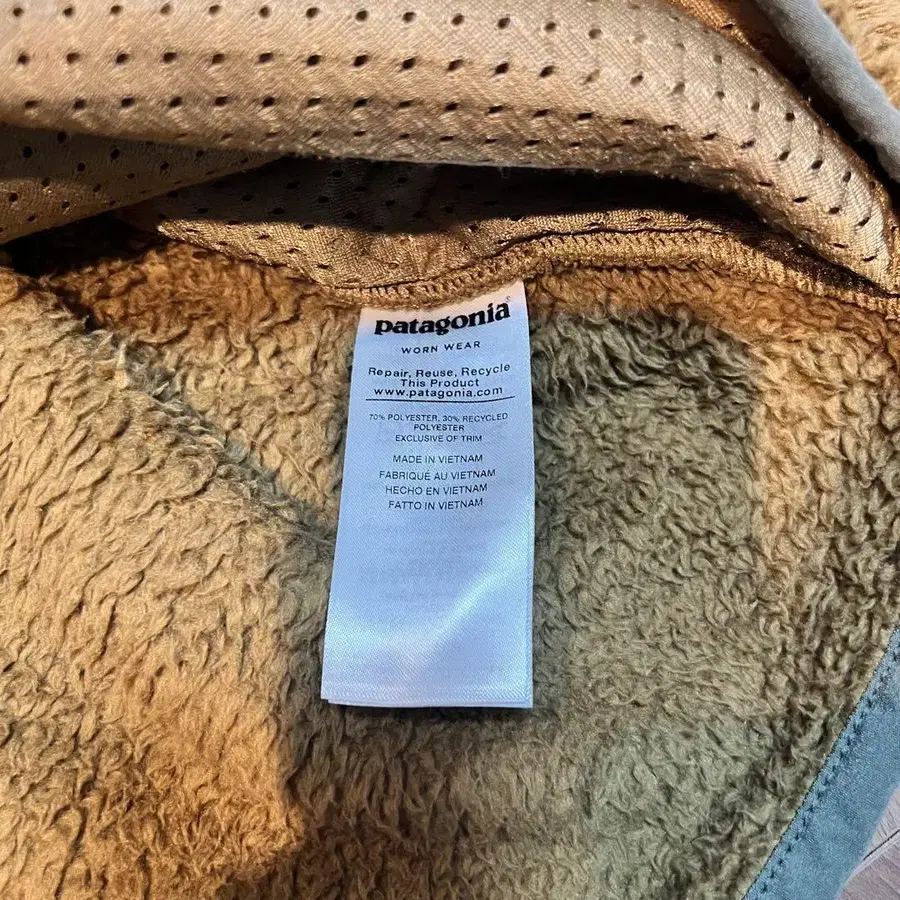 patagonia®
WORN WEAR
Repair, Reuse, Recycle
This Product
www.patagonia.com
70% POLYESTER, 30% RECYCLED
POLYESTER
EXCLUSIVE OF TRIM
MADE IN VIETNAM
FABRIQUÉ AU VIETNAM
HECHO EN VIETNAM
FATTO IN VIETNAM